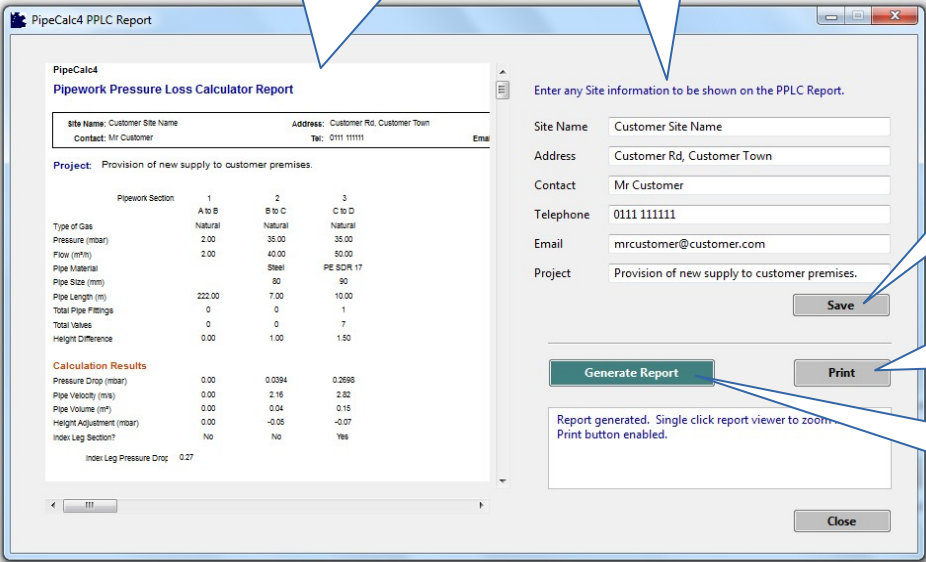 PipeCalc4 PPLC Report
PipeCalc4
Pipework Pressure Loss Calculator Report
Site Name: Customer Site Name Address: Customer Rd, Customer Town
Contact: Mr Customer Tel: 0111 111111 Emai
Project: Provision of new supply to customer premises.
Pipework Section 1 2 3
A to B B to C C to D
Type of Gas Natural Natural Natural
Pressure (mbar) 2.00 35.00 35.00
Flow (m³/h) 2.00 40.00 50.00
Pipe Material Steel PE SDR 17
Pipe Size (mm) 80 90
Pipe Length (m) 222.00 7.00 10.00
Total Pipe Fittings 0 0 1
Total Valves 0 0 7
Height Difference 0.00 1.00 1.50
Calculation Results
Pressure Drop (mbar) 0.00 0.0394 0.2698
Pipe Velocity (m/s) 0.00 2.16 2.82
Pipe Volume (m³) 0.00 0.04 0.15
Height Adjustment (mbar) 0.00 -0.05 -0.07
Index Leg Section? No No Yes
Index Leg Pressure Drop 0.27
Enter any Site information to be shown on the PPLC Report.
Site Name Customer Site Name
Address Customer Rd, Customer Town
Contact Mr Customer
Telephone 0111 111111
Email mrcustomer@customer.com
Project Provision of new supply to customer premises.
Save
Generate Report Print
Report generated. Single click report viewer to zoom
Print button enabled.
Close